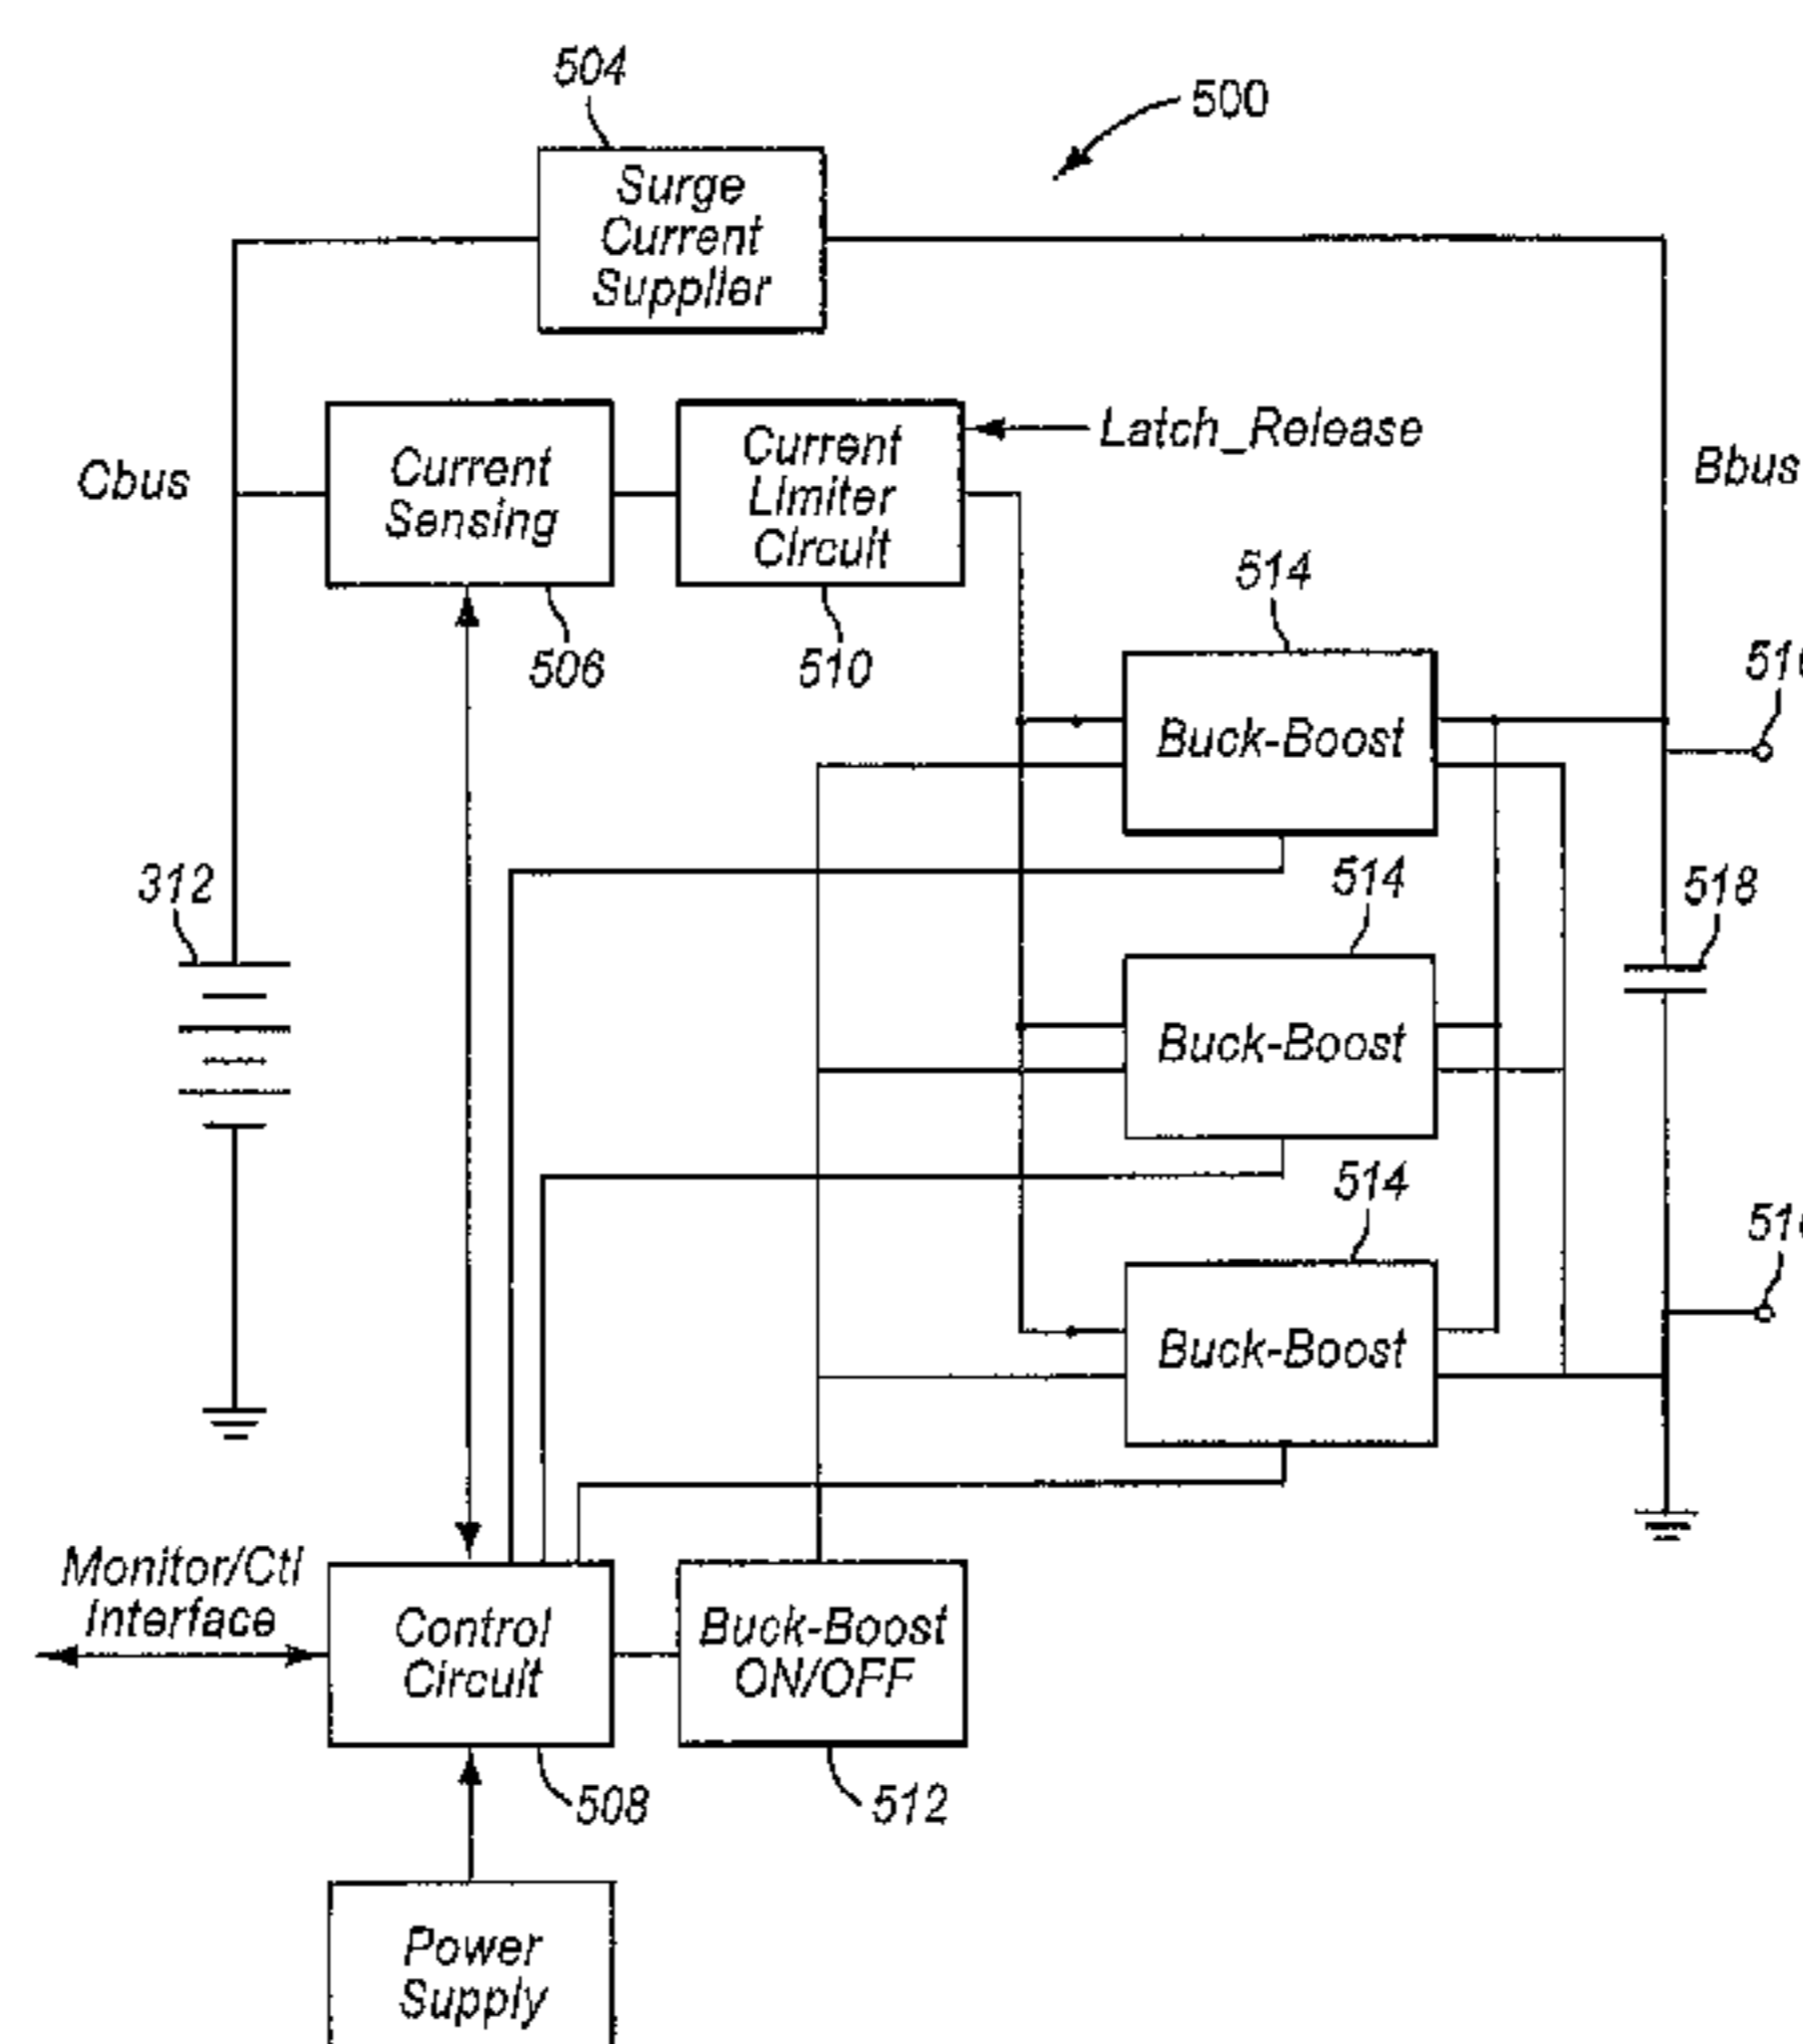 504
500
Surge
Current
Supplier
Cbus
Current
Sensing
Current
Limiter
Circuit
Latch_Release
Bbus
506
510
514
Buck-Boost
312
514
518
Buck-Boost
514
Buck-Boost
Monitor/Ctl
Interface
Control
Circuit
Buck-Boost
ON/OFF
508
512
Power
Supply